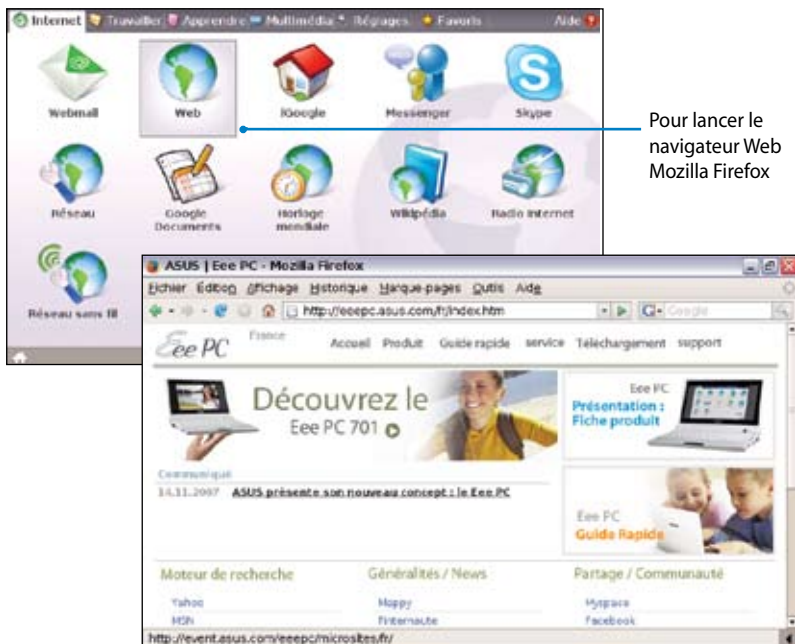 Internet Travailler Apprendre Multimédia Réglages Favoris Aide
Webmail Web iGoogle Messenger Skype
Pour lancer le
navigateur Web
Mozilla Firefox
Réseau Google Documents Horloge mondiale Wikipédia Radio Internet
Réseau sans fil
ASUS | Eee PC - Mozilla Firefox
Fichier Édition Affichage Historique Marque-pages Outils Aide
http://eeepc.asus.com/fr/index.htm
G Google
Eee PC France Accueil Produit Guide rapide service Téléchargement support
Découvrez le
Eee PC 701
Eee PC
Présentation :
Fiche produit
Communiqué
14.11.2007 ASUS présente son nouveau concept : le Eee PC
Eee PC
Guide Rapide
Moteur de recherche Généralités / News Partage / Communauté
Yahoo Mappy Myspace
MSN l'internaute Facebook
http://event.asus.com/eeepc/microsites/fr/